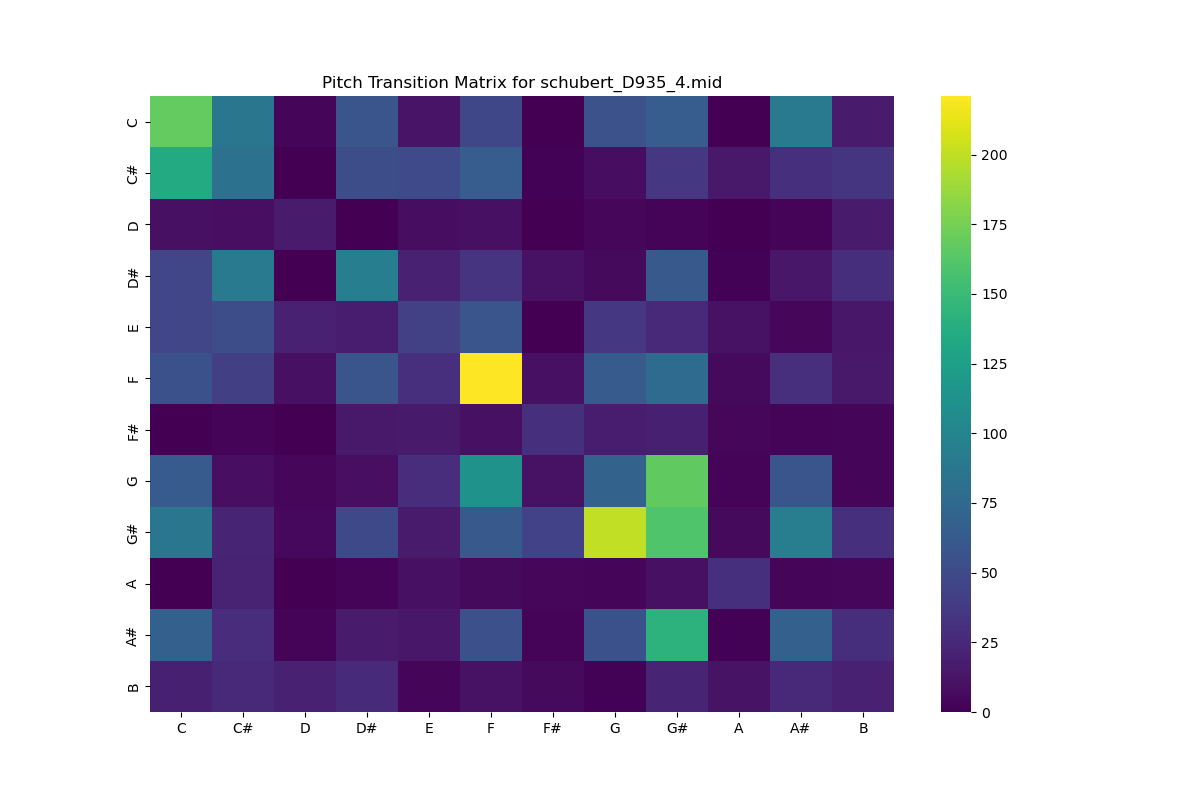 Pitch Transition Matrix for schubert_D935_4.mid
C
C#
D
D#
E
F
F#
G
G#
A
A#
B
C C# D D# E F F# G G# A A# B
200
175
150
125
100
75
50
25
0